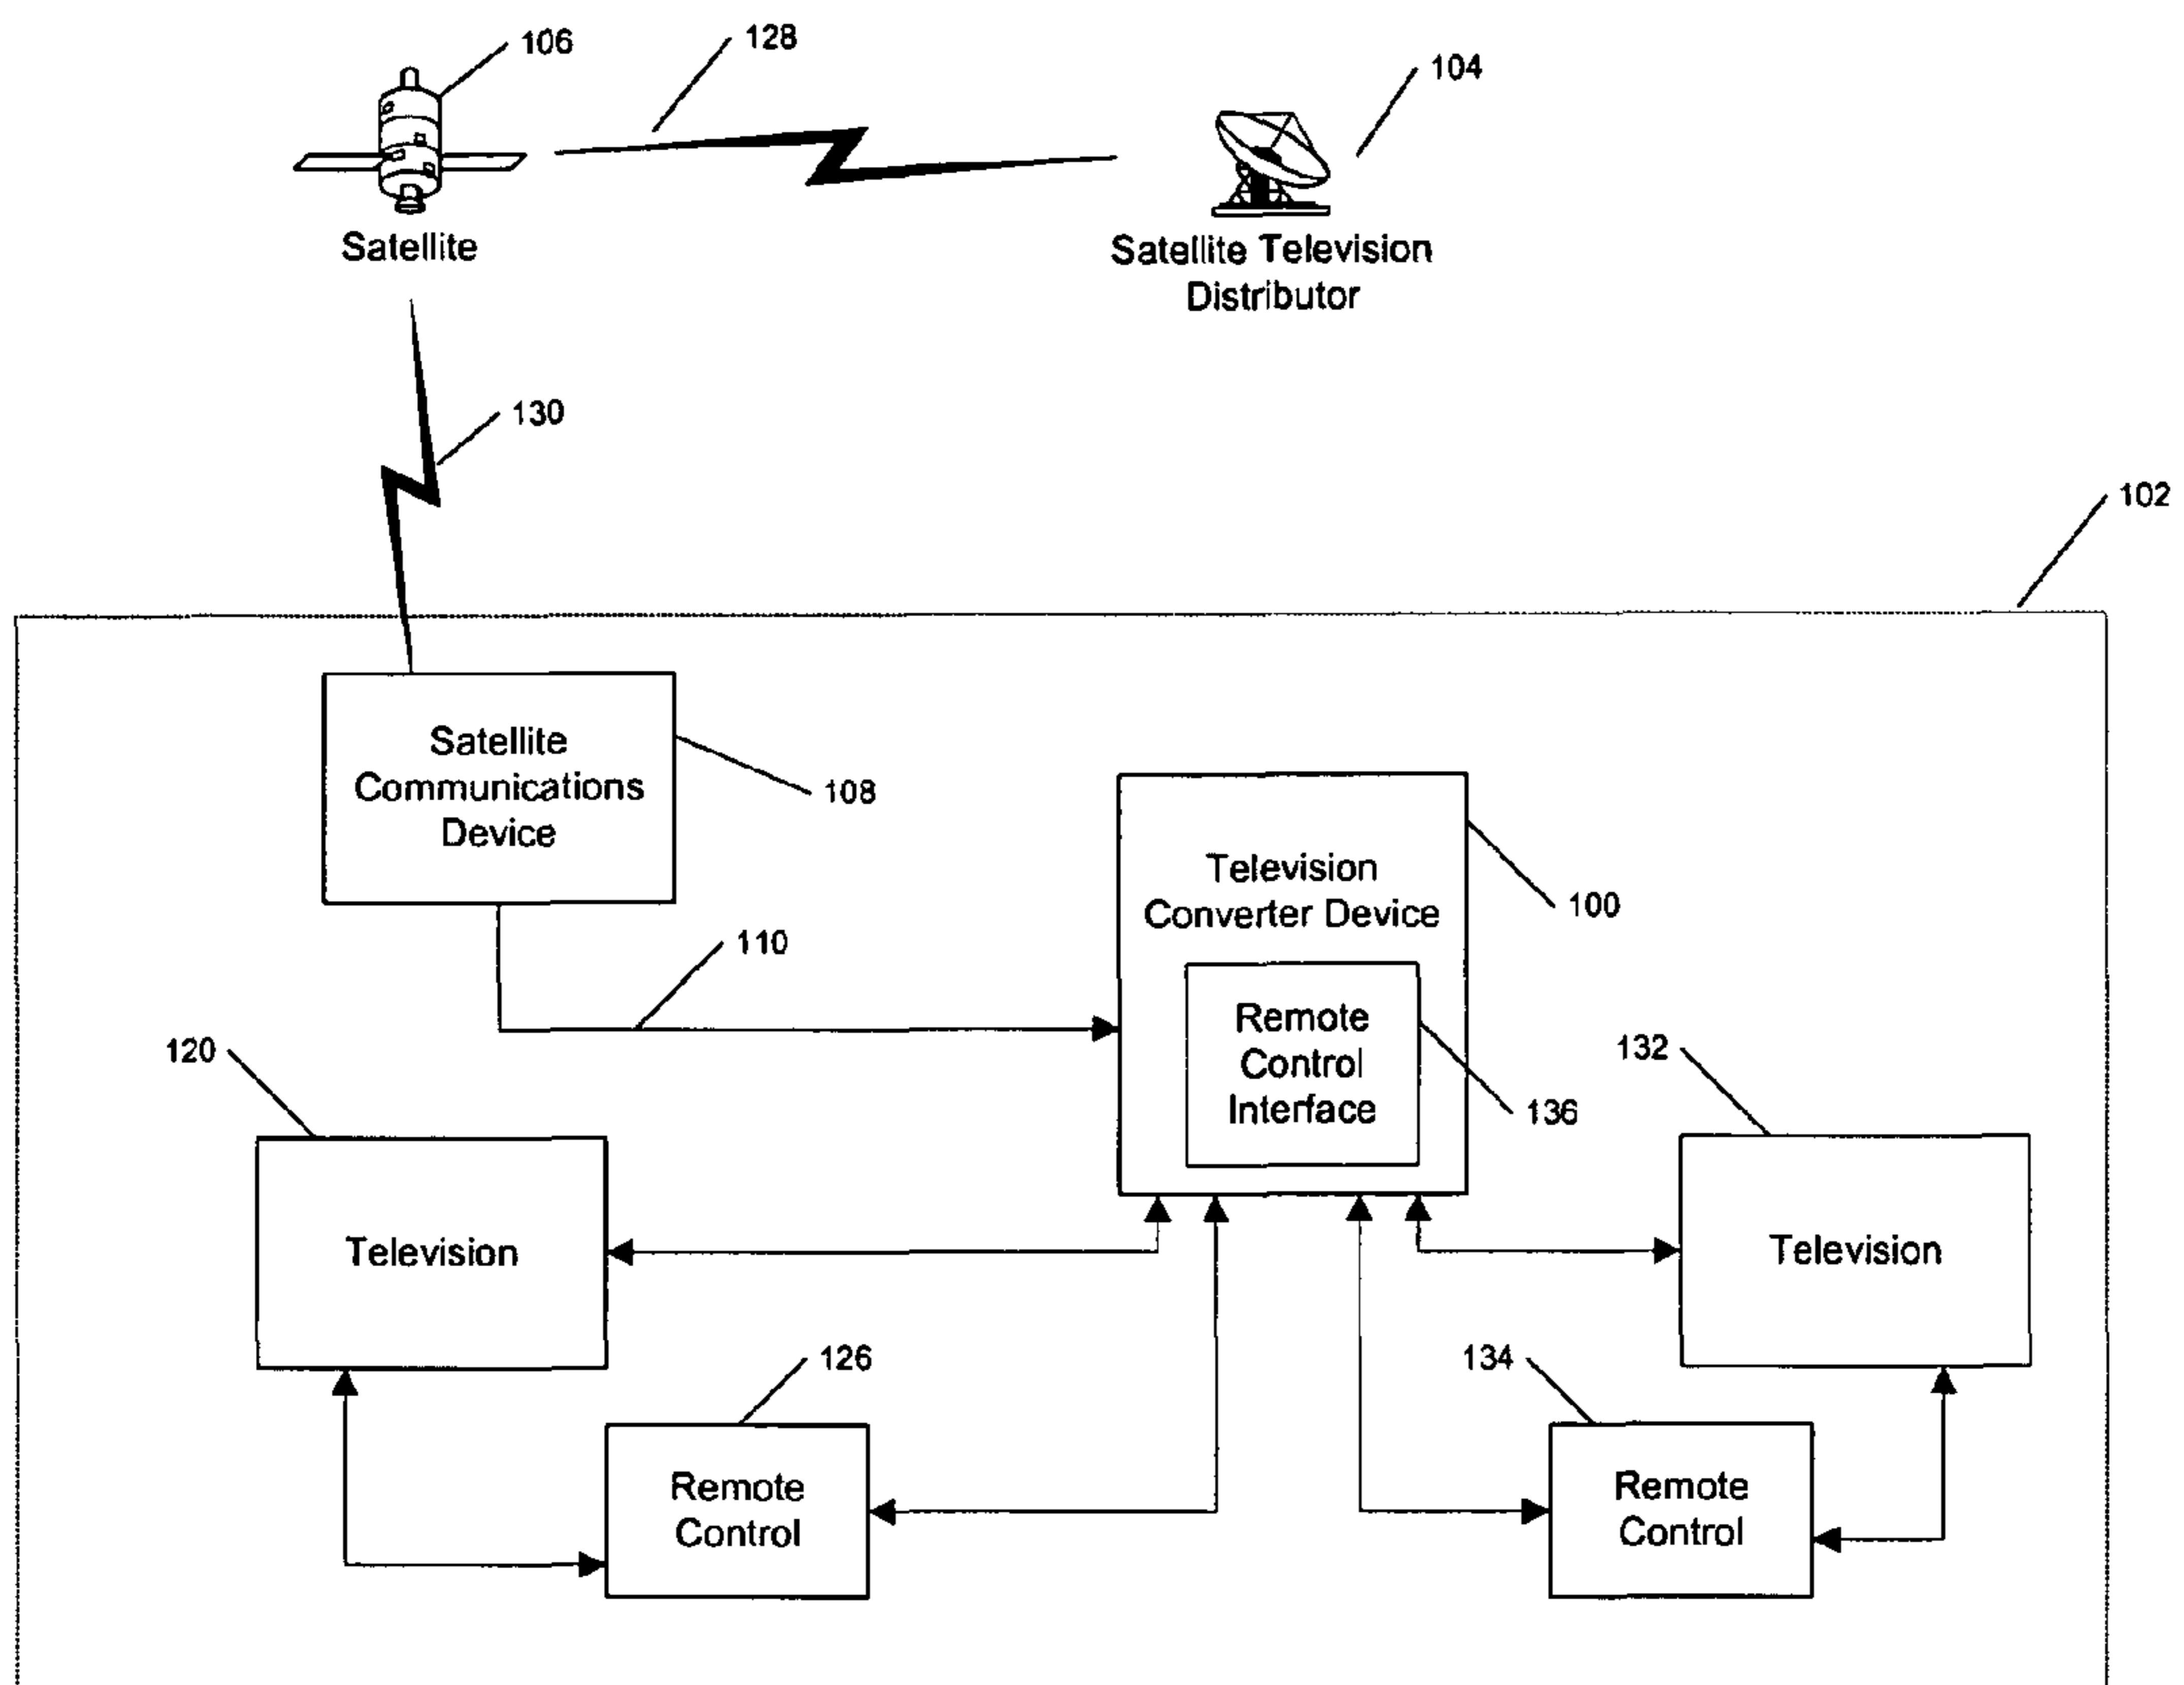 106
128
104
Satellite
Satellite Television
Distributor
130
102
Satellite
Communications
Device
108
Television
Converter Device
100
110
Remote
Control
Interface
136
120
132
Television
Television
126
134
Remote
Control
Remote
Control